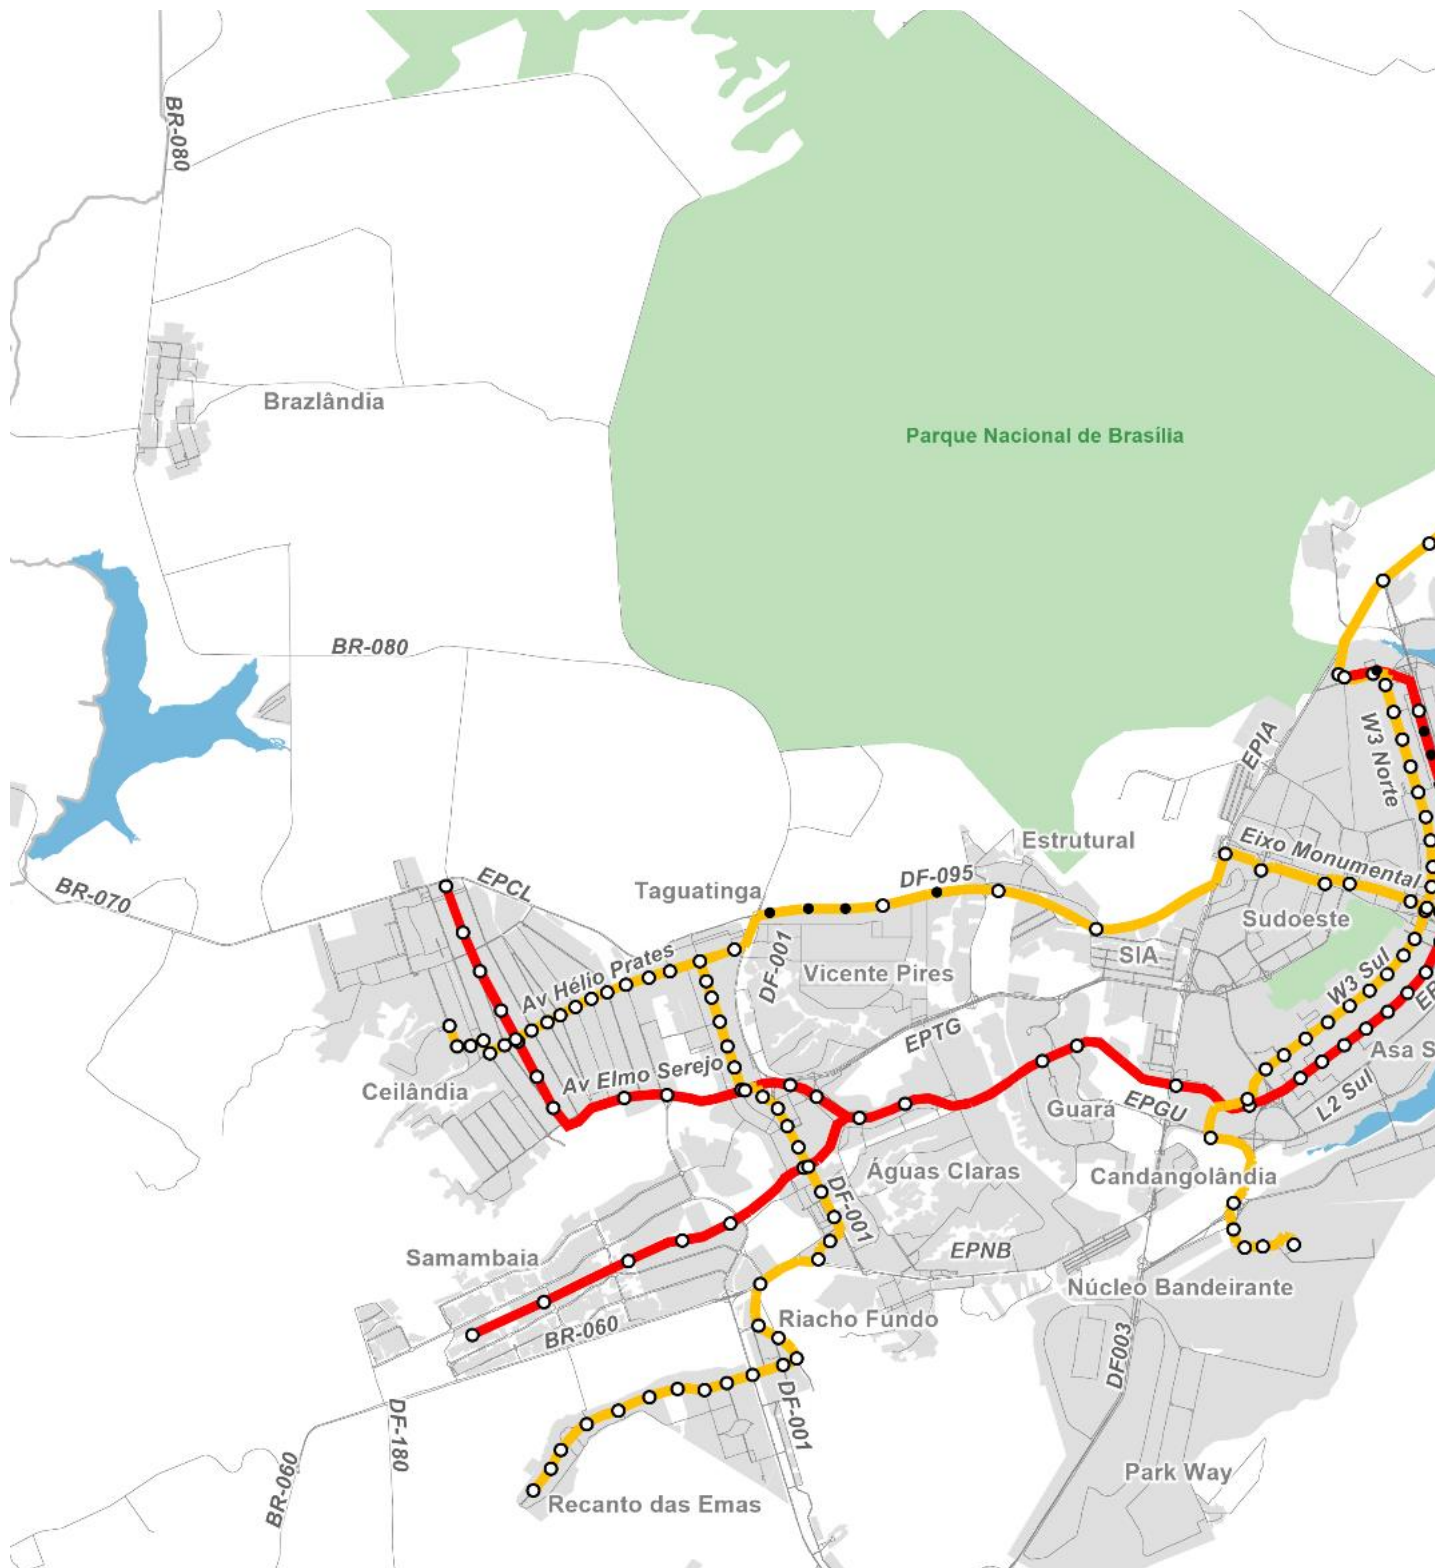 BR-080
Brazlândia
Parque Nacional de Brasília
BR-080
EPIA
W3 Norte
Estrutural
Eixo Monumental
EPCL
DF-095
Taguatinga
BR-070
Sudoeste
Av Hélio Prates
DF-001
Vicente Pires
SIA
W3 Sul
EP
EPTG
Asa S
Av Elmo Serejo
Ceilândia
L2 Sul
Guará
EPGU
Águas Claras
Candangolândia
DF-001
Samambaia
EPNB
Núcleo Bandeirante
BR-060
Riacho Fundo
DF003
DF-180
DF-001
BR-060
Park Way
Recanto das Emas